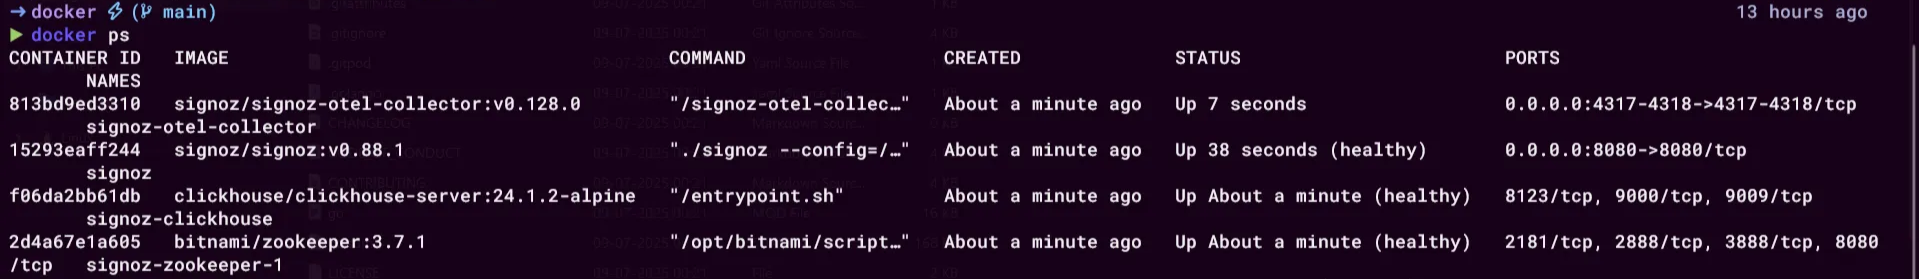 → docker ⚡ ( main) 13 hours ago
▶ docker ps
CONTAINER ID IMAGE COMMAND CREATED STATUS PORTS
NAMES
813bd9ed3310 signoz/signoz-otel-collector:v0.128.0 "/signoz-otel-collec…" About a minute ago Up 7 seconds 0.0.0.0:4317-4318->4317-4318/tcp
signoz-otel-collector
15293eaff244 signoz/signoz:v0.88.1 "./signoz --config=/…" About a minute ago Up 38 seconds (healthy) 0.0.0.0:8080->8080/tcp
signoz
f06da2bb61db clickhouse/clickhouse-server:24.1.2-alpine "/entrypoint.sh" About a minute ago Up About a minute (healthy) 8123/tcp, 9000/tcp, 9009/tcp
signoz-clickhouse
2d4a67e1a605 bitnami/zookeeper:3.7.1 "/opt/bitnami/script…" About a minute ago Up About a minute (healthy) 2181/tcp, 2888/tcp, 3888/tcp, 8080
/tcp signoz-zookeeper-1